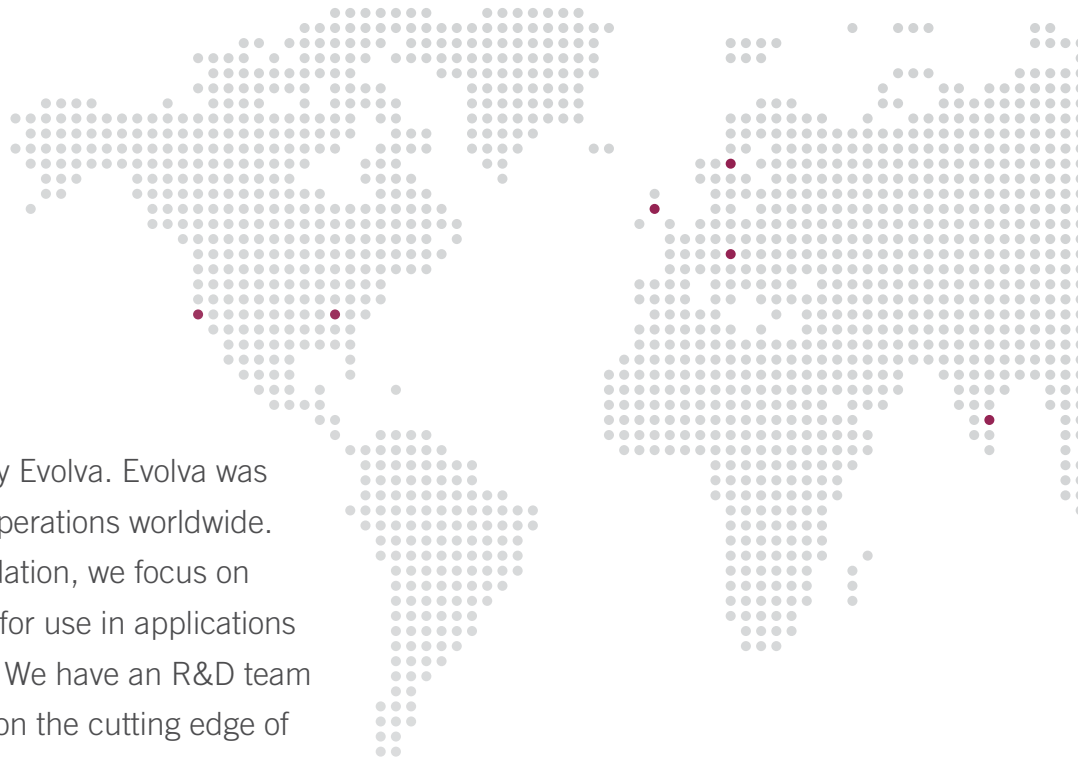 y Evolva. Evolva was
perations worldwide.
lation, we focus on
for use in applications
We have an R&D team
on the cutting edge of